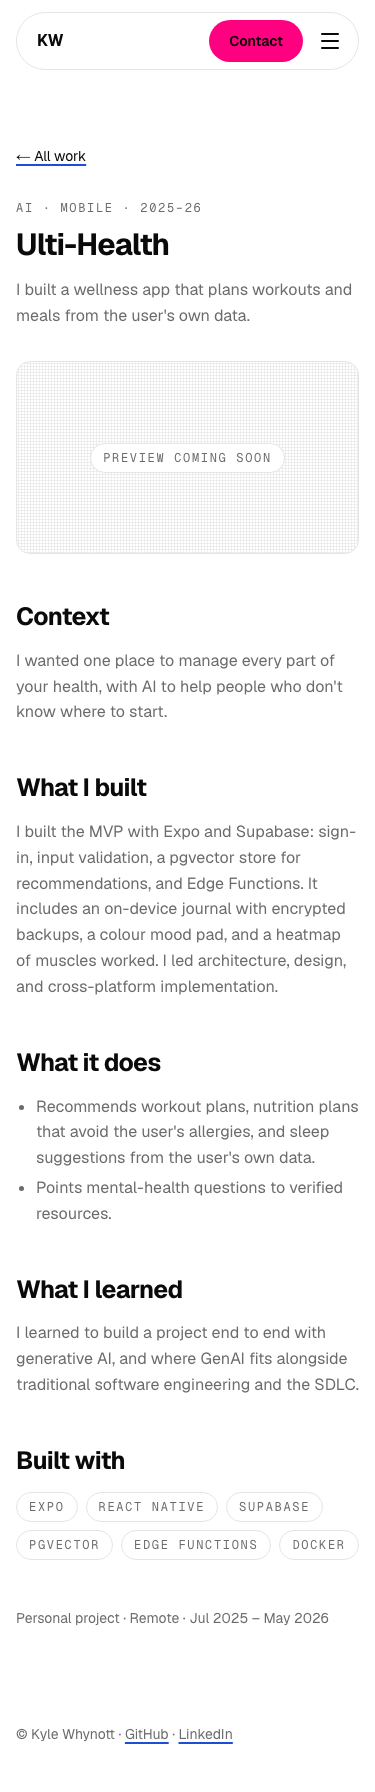 KW
Contact
← All work
AI · MOBILE · 2025–26
Ulti-Health
I built a wellness app that plans workouts and
meals from the user's own data.
PREVIEW COMING SOON
Context
I wanted one place to manage every part of
your health, with AI to help people who don't
know where to start.
What I built
I built the MVP with Expo and Supabase: sign-
in, input validation, a pgvector store for
recommendations, and Edge Functions. It
includes an on-device journal with encrypted
backups, a colour mood pad, and a heatmap
of muscles worked. I led architecture, design,
and cross-platform implementation.
What it does
• Recommends workout plans, nutrition plans
that avoid the user's allergies, and sleep
suggestions from the user's own data.
• Points mental-health questions to verified
resources.
What I learned
I learned to build a project end to end with
generative AI, and where GenAI fits alongside
traditional software engineering and the SDLC.
Built with
EXPO REACT NATIVE SUPABASE
PGVECTOR EDGE FUNCTIONS DOCKER
Personal project · Remote · Jul 2025 – May 2026
© Kyle Whynott · GitHub · LinkedIn